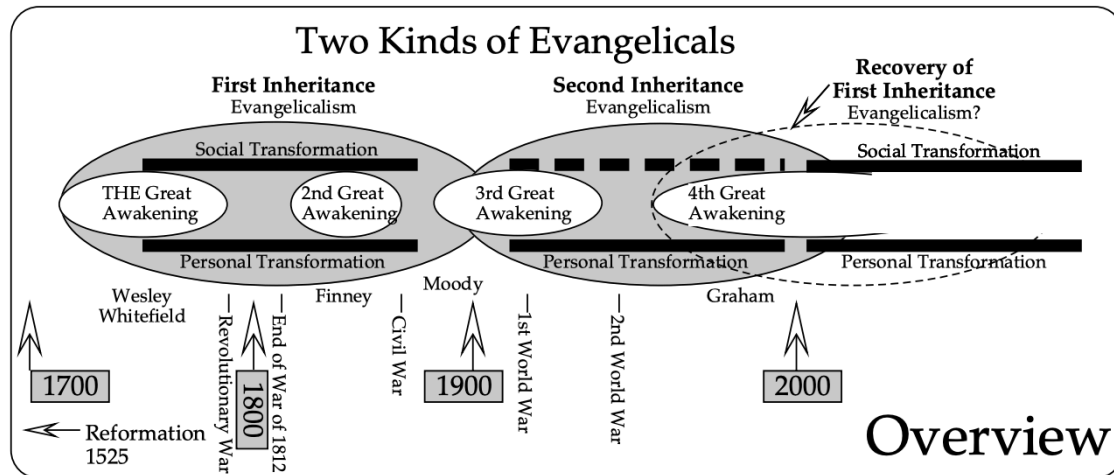 Two Kinds of Evangelicals
First Inheritance
Evangelicalism
Second Inheritance
Evangelicalism
Recovery of
First Inheritance
Evangelicalism?
Social Transformation
Social Transformation
THE Great
Awakening
2nd Great
Awakening
3rd Great
Awakening
4th Great
Awakening
Personal Transformation
Personal Transformation
Personal Transformation
Wesley
Whitefield
Finney
Moody
Graham
Revolutionary War
End of War of 1812
Civil War
1st World War
2nd World War
1700
1800
1900
2000
Reformation
1525
Overview